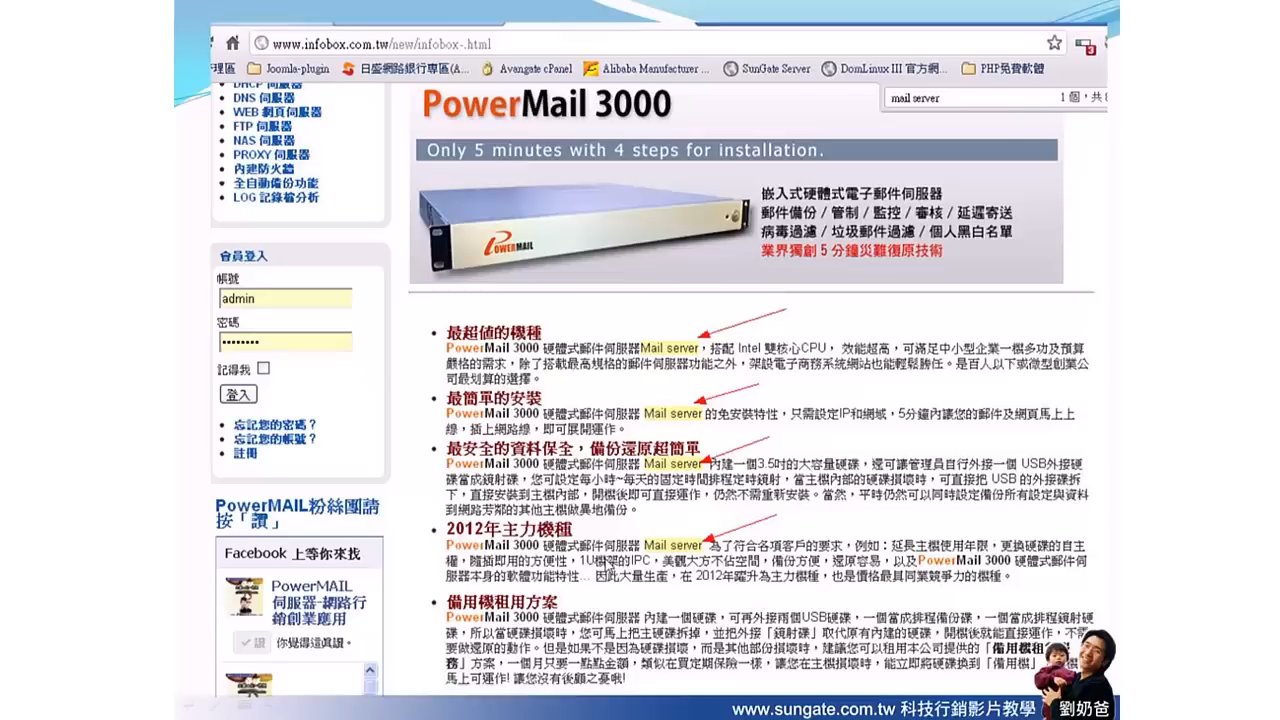 www.infobox.com.tw/new/infobox-.html
理區 Joomla-plugin 日盛網路銀行專區(A... Avangate cPanel Alibaba Manufacturer ... SunGate Server DomLinux III 官方網... PHP免費軟體
mail server 1 個，共
DHCP 伺服器
DNS 伺服器
WEB 網頁伺服器
FTP 伺服器
NAS 伺服器
PROXY 伺服器
內建防火牆
全自動備份功能
LOG 記錄檔分析
會員登入
帳號
admin
密碼
••••••••
記得我
登入
忘記您的密碼？
忘記您的帳號？
註冊
PowerMAIL粉絲團請
按「讚」
Facebook 上等你來找
PowerMAIL
伺服器-網路行
銷創業應用
讚 你覺得這真讚。
PowerMail 3000
Only 5 minutes with 4 steps for installation.
POWERMAIL
嵌入式硬體式電子郵件伺服器
郵件備份 / 管制 / 監控 / 審核 / 延遲寄送
病毒過濾 / 垃圾郵件過濾 / 個人黑白名單
業界獨創 5 分鐘災難復原技術
最超值的機種
PowerMail 3000 硬體式郵件伺服器Mail server，搭配 Intel 雙核心CPU， 效能超高，可滿足中小型企業一機多功及預算
嚴格的需求，除了搭載最高規格的郵件伺服器功能之外，架設電子商務系統網站也能輕鬆勝任。是百人以下或微型創業公
司最划算的選擇。
最簡單的安裝
PowerMail 3000 硬體式郵件伺服器 Mail server 的免安裝特性，只需設定IP和網域，5分鐘內讓您的郵件及網頁馬上上
線，插上網路線，即可展開運作。
最安全的資料保全，備份還原超簡單
PowerMail 3000 硬體式郵件伺服器 Mail server 內建一個3.5吋的大容量硬碟，還可讓管理員自行外接一個 USB外接硬
碟當成鏡射碟，您可設定每小時~每天的固定時間排程定時鏡射，當主機內部的硬碟損壞時，可直接把 USB 的外接碟拆
下，直接安裝到主機內部，開機後即可直接運作，仍然不需重新安裝。當然，平時仍然可以同時設定備份所有設定與資料
到網路芳鄰的其他主機做異地備份。
2012年主力機種
PowerMail 3000 硬體式郵件伺服器 Mail server 為了符合各項客戶的要求，例如：延長主機使用年限，更換硬碟的自主
權，隨插即用的方便性，1U機架的IPC，美觀大方不佔空間，備份方便，還原容易，以及PowerMail 3000 硬體式郵件伺
服器本身的軟體功能特性... 因此大量生產，在 2012年躍升為主力機種，也是價格最具同業競爭力的機種。
備用機租用方案
PowerMail 3000 硬體式郵件伺服器 內建一個硬碟，可再外接兩個USB硬碟，一個當成排程備份碟，一個當成排程鏡射硬
碟，所以當硬碟損壞時，您可馬上把主硬碟拆掉，並把外接「鏡射碟」取代原有內建的硬碟，開機後就能直接運作，不需
要做還原的動作。但是如果不是因為硬碟損壞，而是其他部份損壞時，建議您可以租用本公司提供的「備用機租
務」方案，一個月只要一點點金額，類似在買定期保險一樣，讓您在主機損壞時，能立即將硬碟換到「備用機」
馬上可運作! 讓您沒有後顧之憂哦!
www.sungate.com.tw 科技行銷影片教學 劉奶爸